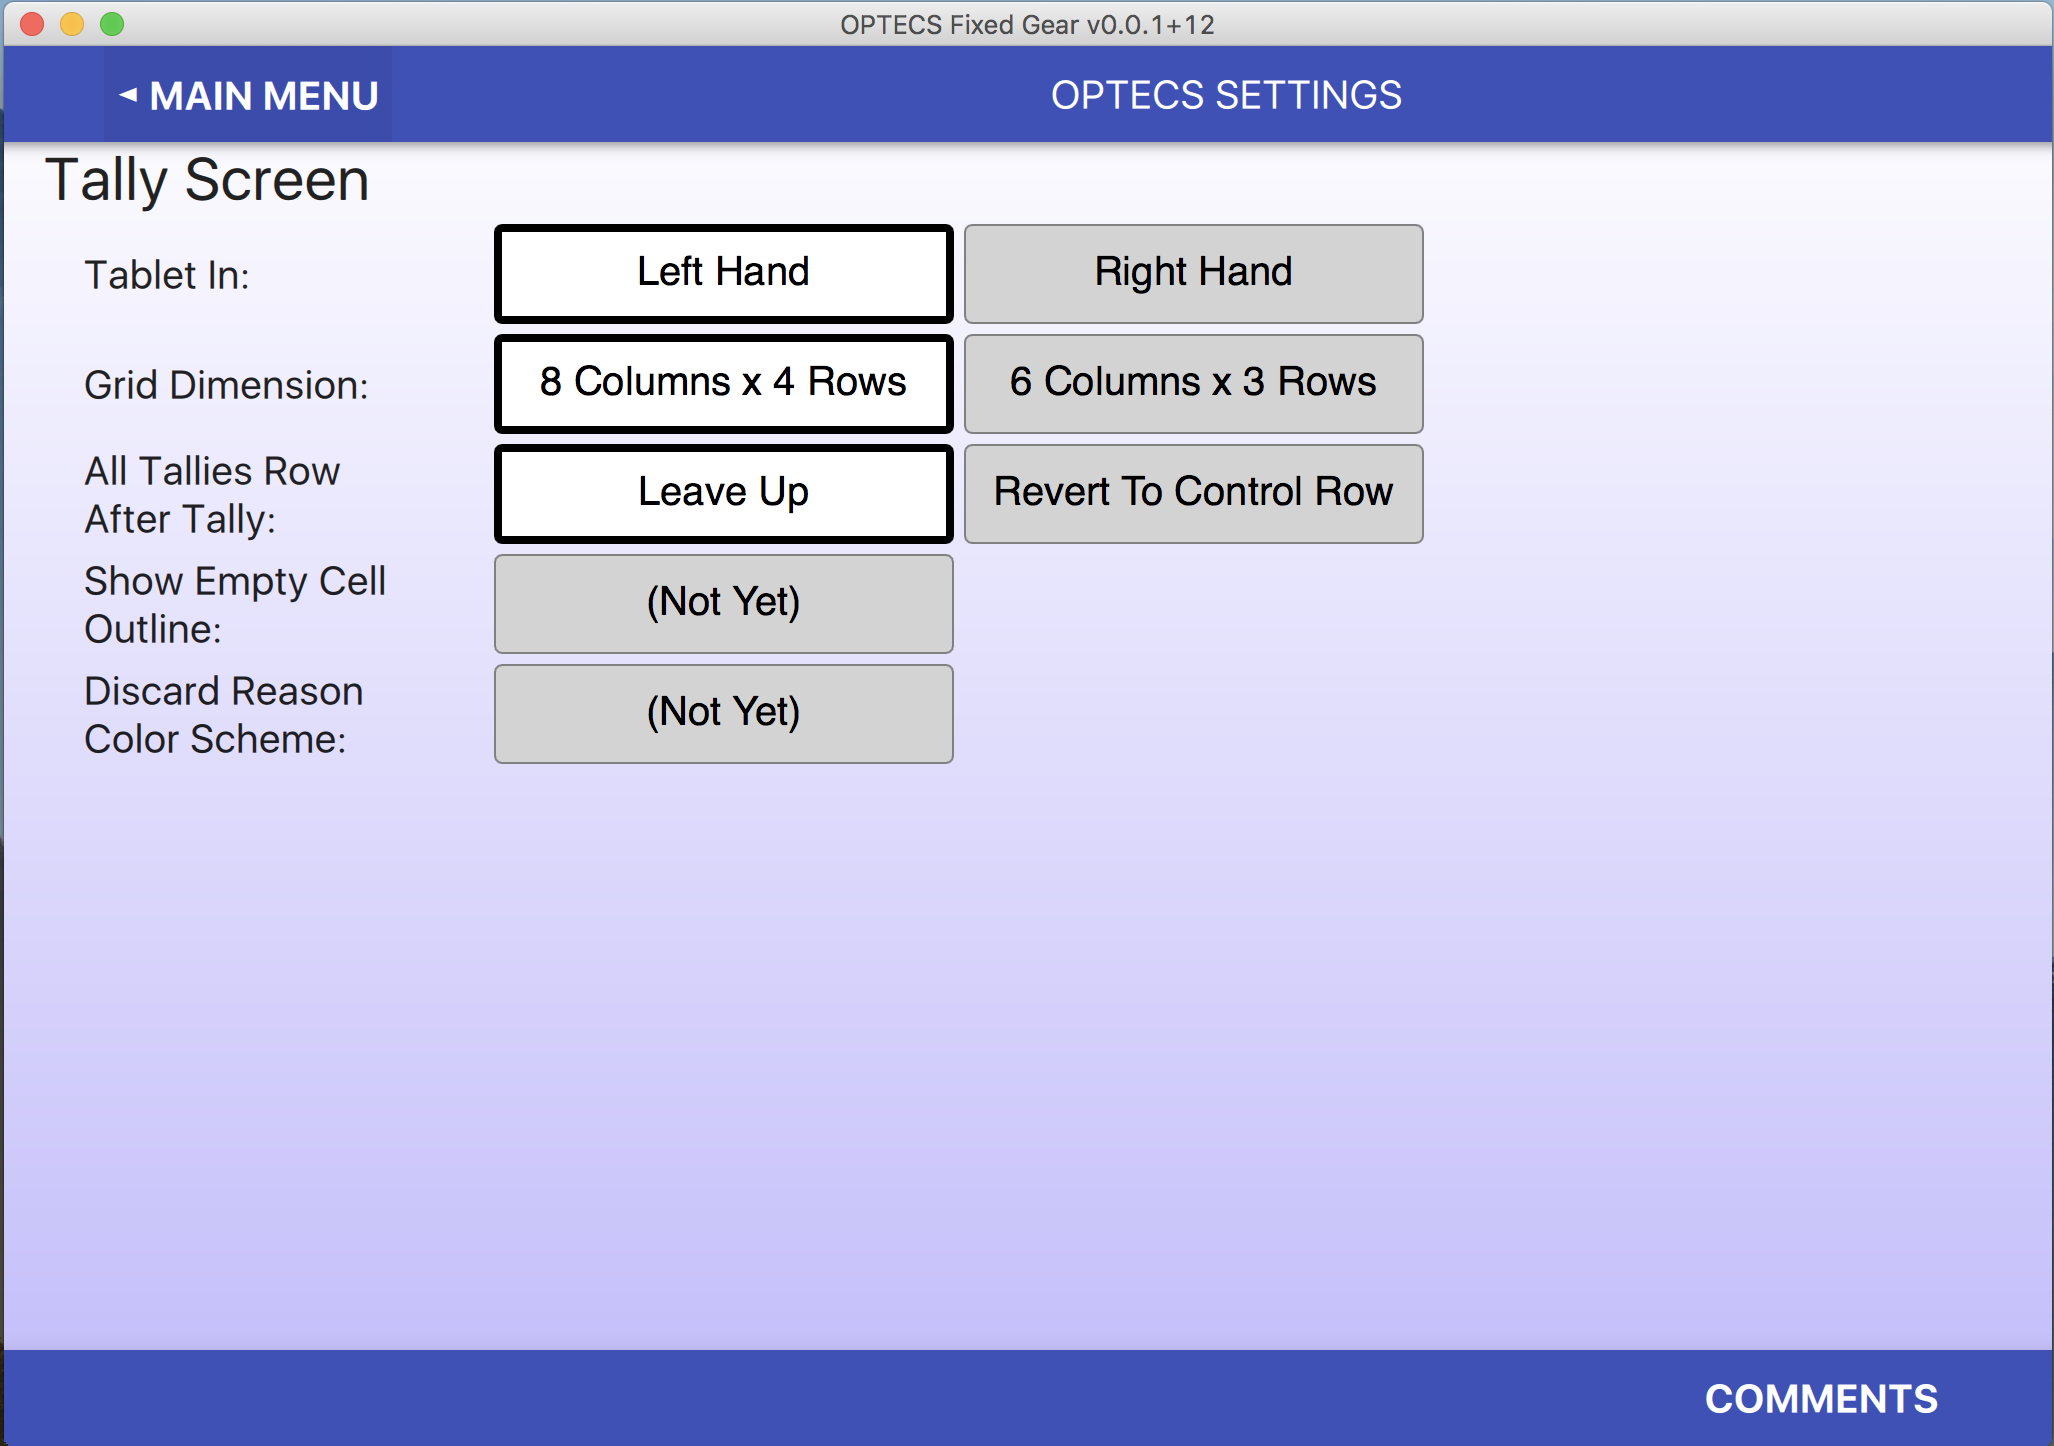 OPTECS Fixed Gear v0.0.1+12
◄ MAIN MENU
OPTECS SETTINGS
Tally Screen
Tablet In:
Left Hand
Right Hand
Grid Dimension:
8 Columns x 4 Rows
6 Columns x 3 Rows
All Tallies Row
After Tally:
Leave Up
Revert To Control Row
Show Empty Cell
Outline:
(Not Yet)
Discard Reason
Color Scheme:
(Not Yet)
COMMENTS